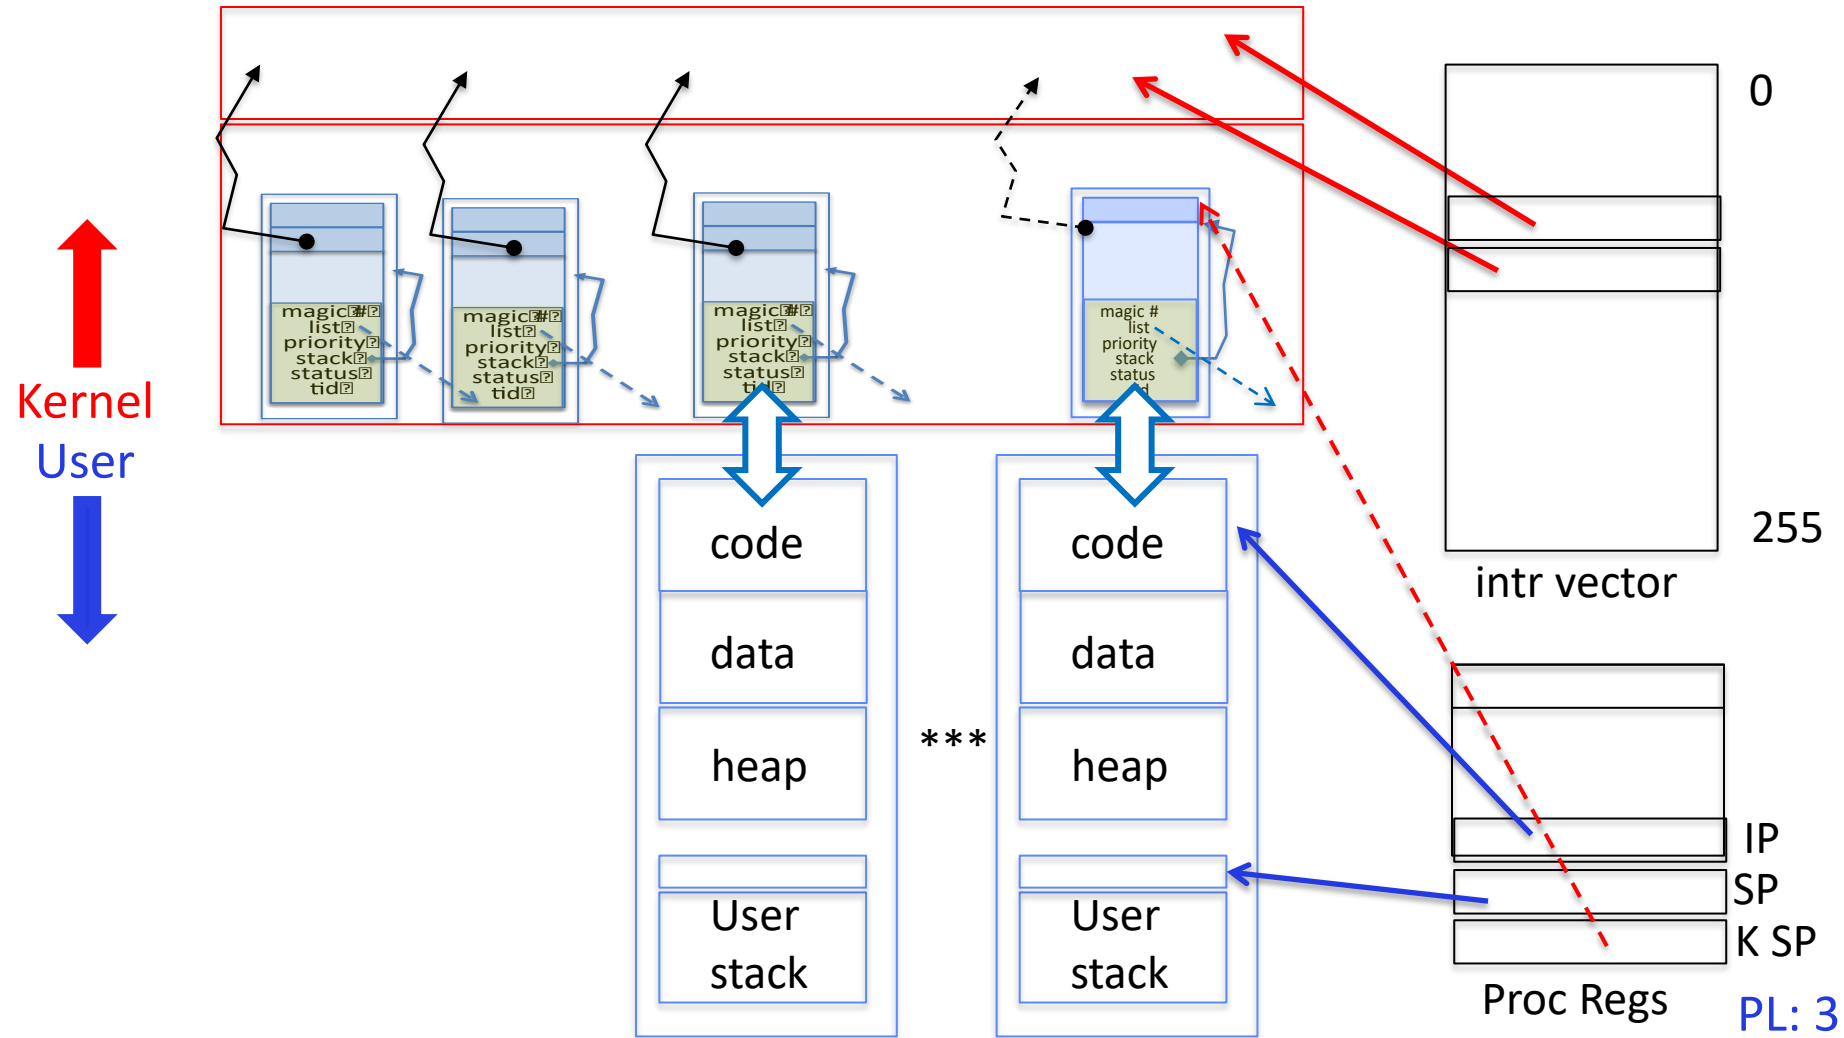 0
magic ⍰#⍰
list⍰
priority⍰
stack⍰
status⍰
tid⍰
magic ⍰#⍰
list⍰
priority⍰
stack⍰
status⍰
tid⍰
magic ⍰#⍰
list⍰
priority⍰
stack⍰
status⍰
tid⍰
magic #
list
priority
stack
status
Kernel
User
255
intr vector
code
data
heap
User
stack
***
code
data
heap
User
stack
IP
SP
K SP
Proc Regs
PL: 3